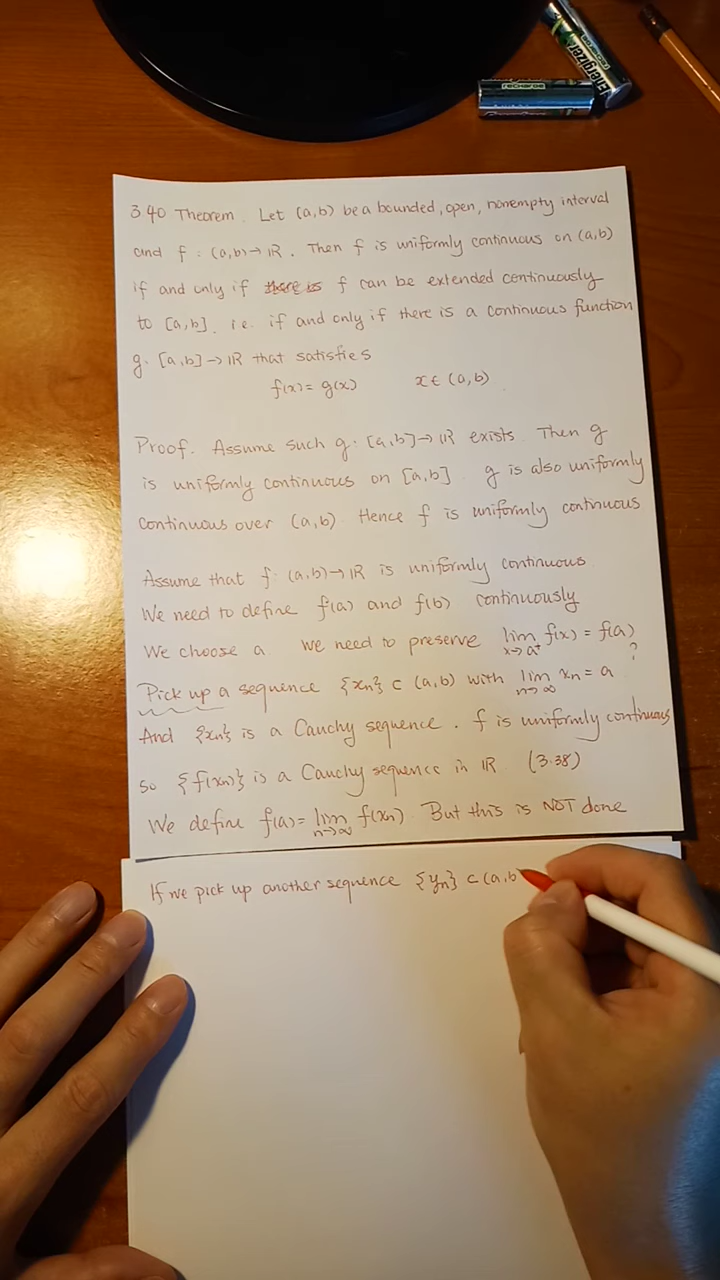 Energizer
recharge
3.40 Theorem. Let (a,b) be a bounded, open, nonempty interval
and f : (a,b) → ℝ. Then f is uniformly continuous on (a,b)
if and only if there is f can be extended continuously
to [a,b]. i.e. if and only if there is a continuous function
g: [a,b] → ℝ that satisfies
f(x) = g(x) x ∈ (a,b)
Proof. Assume such g: [a,b] → ℝ exists. Then g
is uniformly continuous on [a,b] g is also uniformly
continuous over (a,b). Hence f is uniformly continuous
Assume that f: (a,b) → ℝ is uniformly continuous.
We need to define f(a) and f(b) continuously
We choose a. we need to preserve lim x→a⁺ f(x) = f(a)
?
Pick up a sequence {xn} ⊂ (a,b) with lim n→∞ xn = a
And {xn} is a Cauchy sequence. f is uniformly continuous
so {f(xn)} is a Cauchy sequence in ℝ (3.38)
We define f(a) = lim n→∞ f(xn). But this is NOT done
If we pick up another sequence {yn} ⊂ (a,b